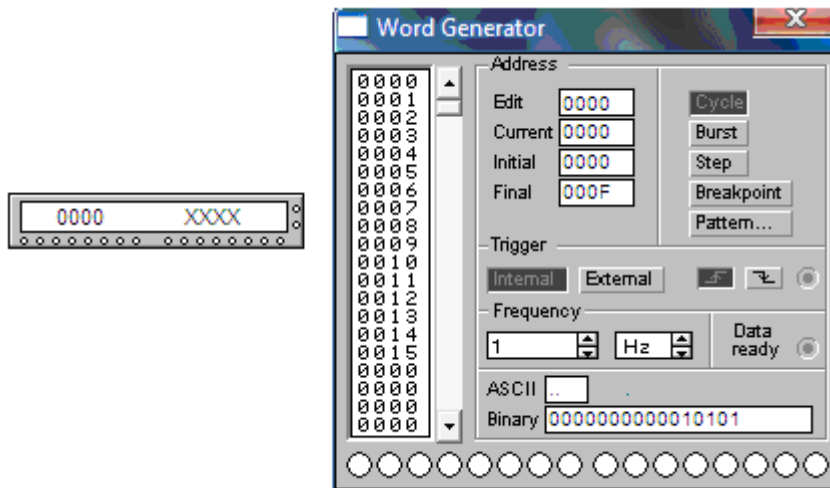 0000 XXXX
Word Generator
X
0000
0001
0002
0003
0004
0005
0006
0007
0008
0009
0010
0011
0012
0013
0014
0015
0000
0000
0000
0000
Address
Edit 0000
Current 0000
Initial 0000
Final 000F
Cycle
Burst
Step
Breakpoint
Pattern...
Trigger
Internal External
Frequency
1 Hz
Data
ready
ASCII .. .
Binary 0000000000010101